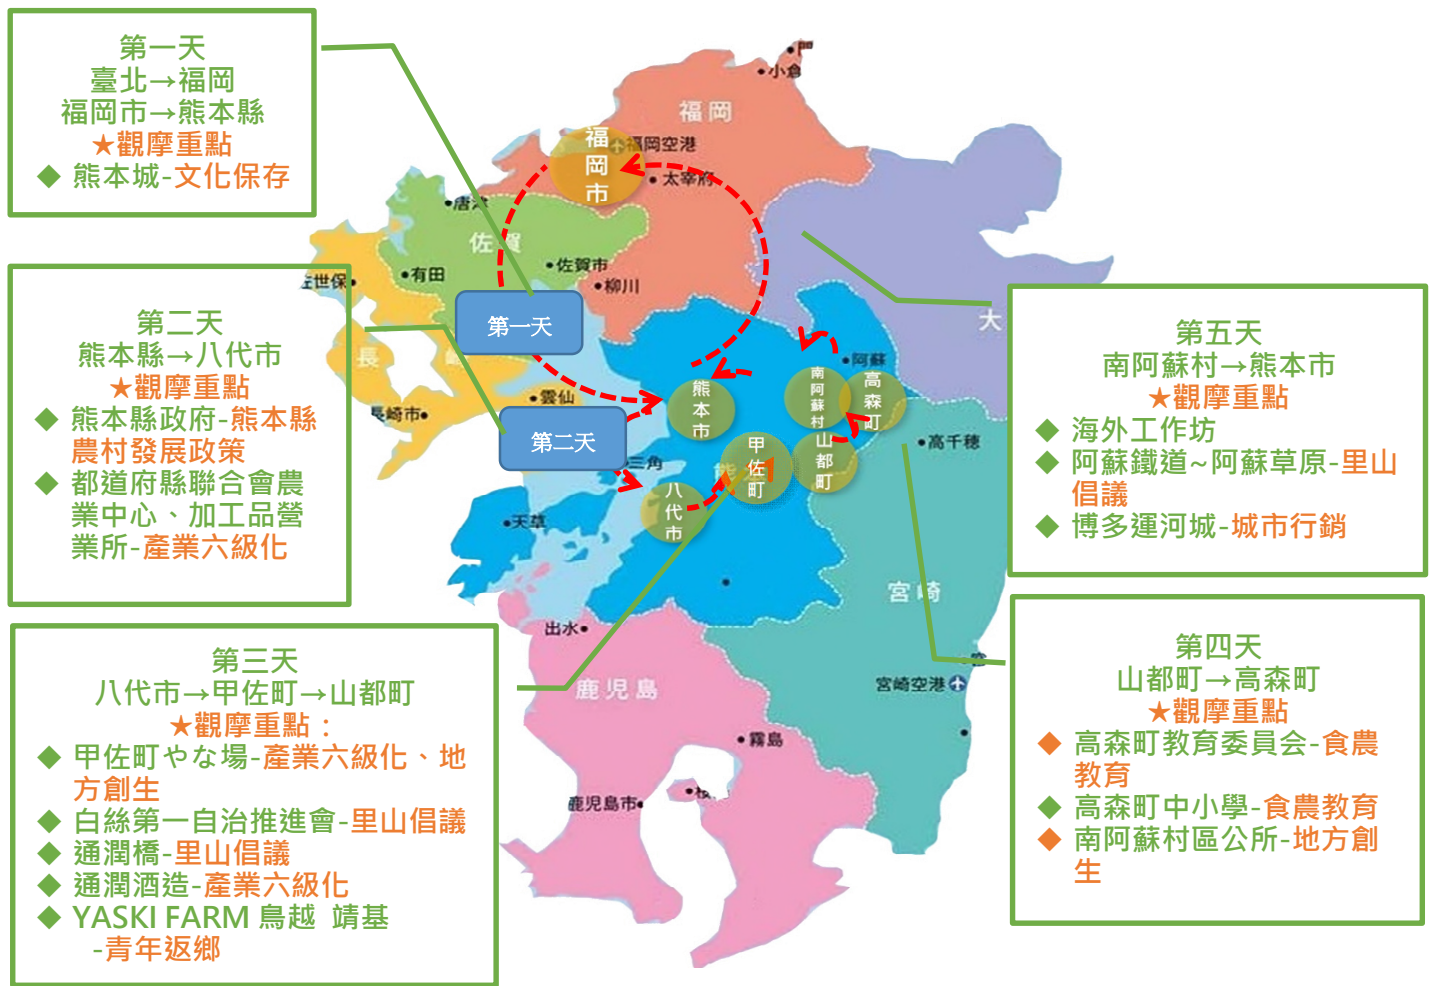 第一天
臺北→福岡
福岡市→熊本縣
★觀摩重點
◆ 熊本城-文化保存
第二天
熊本縣→八代市
★觀摩重點
◆ 熊本縣政府-熊本縣
農村發展政策
◆ 都道府縣聯合會農
業中心、加工品營
業所-產業六級化
第三天
八代市→甲佐町→山都町
★觀摩重點：
◆ 甲佐町やな場-產業六級化、地
方創生
◆ 白絲第一自治推進會-里山倡議
◆ 通潤橋-里山倡議
◆ 通潤酒造-產業六級化
◆ YASKI FARM 鳥越 靖基
-青年返鄉
第五天
南阿蘇村→熊本市
★觀摩重點
◆ 海外工作坊
◆ 阿蘇鐵道~阿蘇草原-里山
倡議
◆ 博多運河城-城市行銷
第四天
山都町→高森町
★觀摩重點
◆ 高森町教育委員会-食農
教育
◆ 高森町中小學-食農教育
◆ 南阿蘇村區公所-地方創
生
小倉
福岡
福岡市
福岡空港
太宰府
唐津
佐賀
有田
佐賀市
柳川
佐世保
第一天
長崎
大
阿蘇
南阿蘇村
高森町
熊本市
雲仙
長崎市
第二天
甲佐町
山都町
高千穂
三角
八代市
天草
宮崎
出水
鹿児島
宮崎空港
霧島
鹿児島市